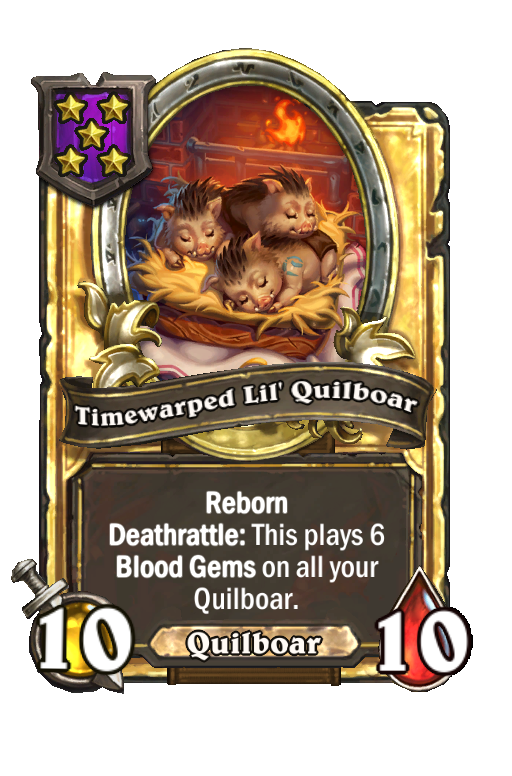 Timewarped Lil' Quilboar
Reborn
Deathrattle: This plays 6
Blood Gems on all your
Quilboar.
10
Quilboar
10